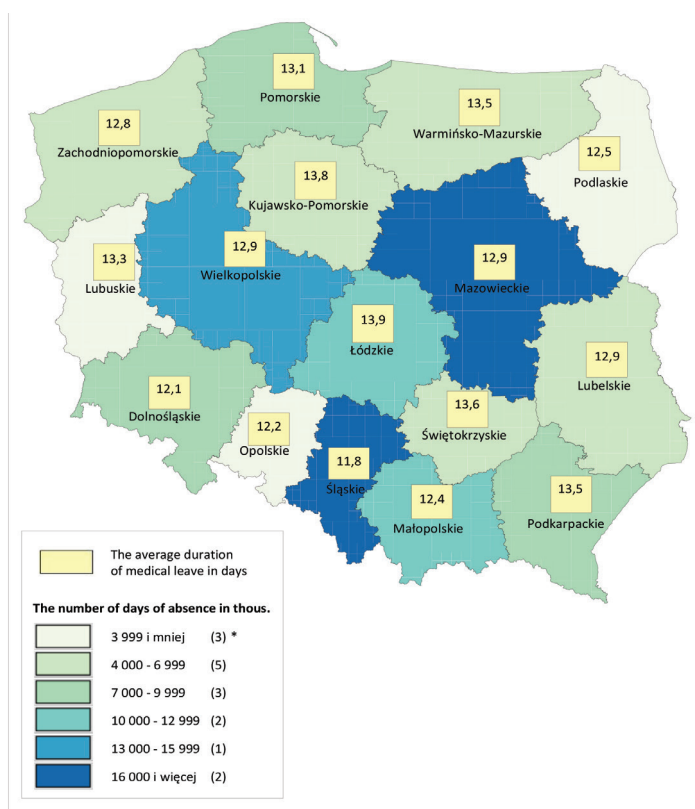 13,1
Pomorskie
13,5
Warmińsko-Mazurskie
12,8
Zachodniopomorskie
12,5
Podlaskie
13,8
Kujawsko-Pomorskie
13,3
Lubuskie
12,9
Wielkopolskie
12,9
Mazowieckie
13,9
Łódzkie
12,9
Lubelskie
12,1
Dolnośląskie
13,6
Świętokrzyskie
12,2
Opolskie
11,8
Śląskie
12,4
Małopolskie
13,5
Podkarpackie
The average duration
of medical leave in days
The number of days of absence in thous.
3 999 i mniej (3) *
4 000 - 6 999 (5)
7 000 - 9 999 (3)
10 000 - 12 999 (2)
13 000 - 15 999 (1)
16 000 i więcej (2)